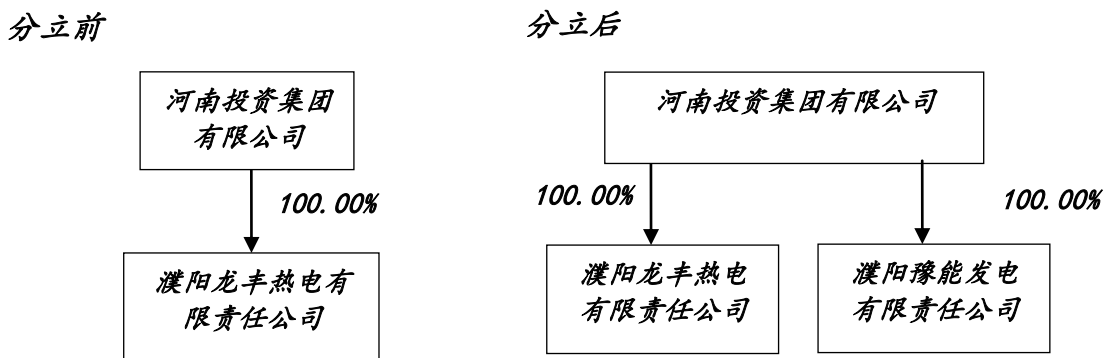 分立前
河南投资集团
有限公司
100.00%
濮阳龙丰热电有
限责任公司
分立后
河南投资集团有限公司
100.00%
100.00%
濮阳龙丰热电
有限责任公司
濮阳豫能发电
有限责任公司